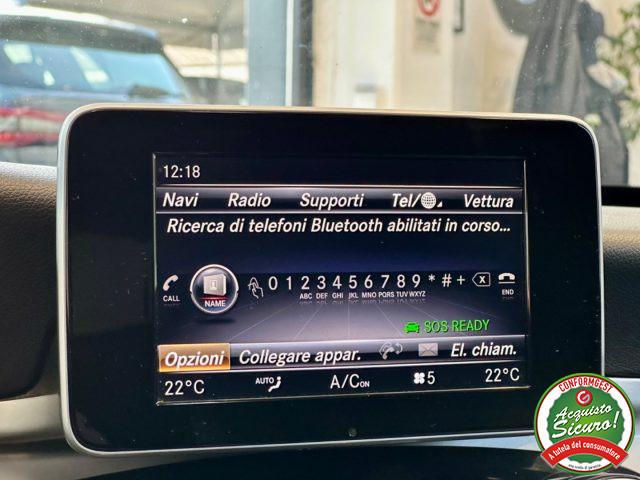 12:18
Navi Radio Supporti Tel/ Vettura
Ricerca di telefoni Bluetooth abilitati in corso...
CALL NAME 0 1 2 3 4 5 6 7 8 9 * # + END
ABC DEF GHI JKL MNO PQRS TUV WXYZ
SOS READY
Opzioni Collegare appar. El. chiam.
22°C AUTO A/C ON 5 22°C
CONFORMGEST
Acquisto
Sicuro!
A tutela del consumatore